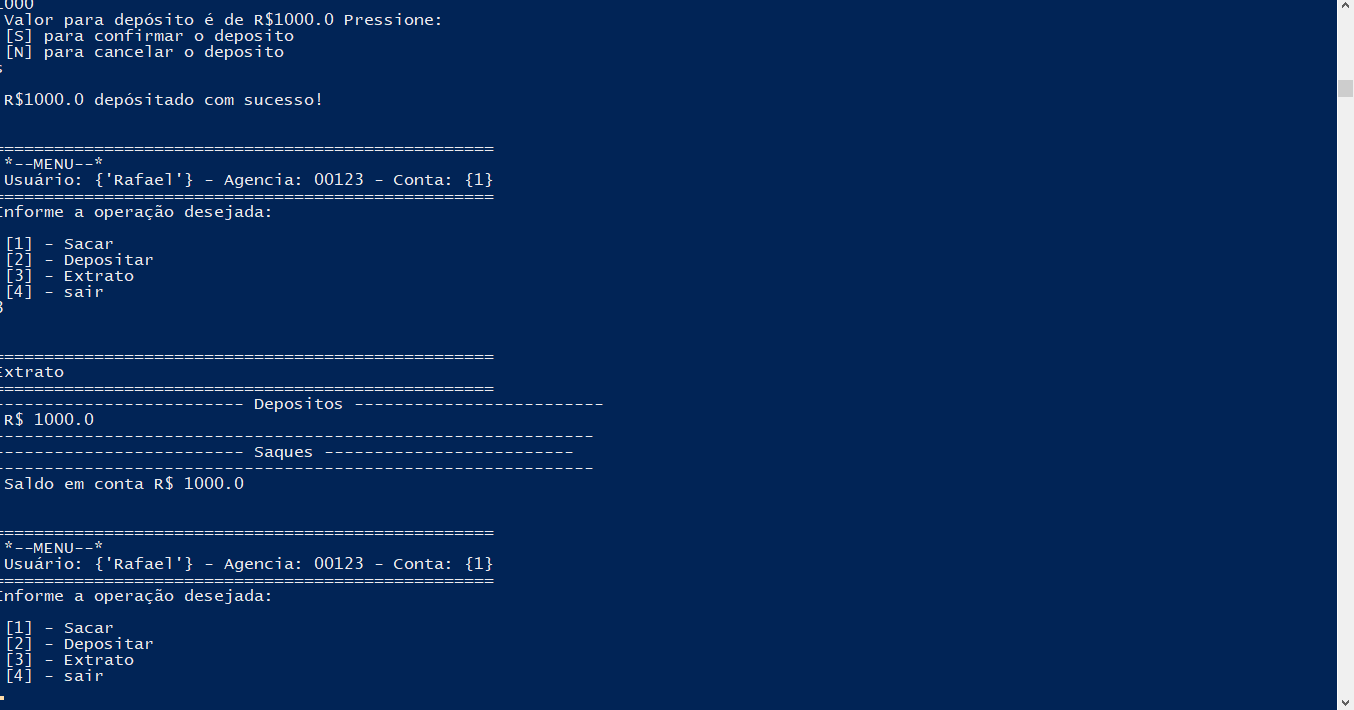 1000
Valor para depósito é de R$1000.0 Pressione:
[S] para confirmar o deposito
[N] para cancelar o deposito
s
R$1000.0 depósitado com sucesso!
=================================================
*--MENU--*
Usuário: {'Rafael'} - Agencia: 00123 - Conta: {1}
=================================================
Informe a operação desejada:
[1] - Sacar
[2] - Depositar
[3] - Extrato
[4] - sair
3
=================================================
Extrato
=================================================
------------------------- Depositos -------------------------
R$ 1000.0
------------------------------------------------------------
------------------------- Saques -------------------------
------------------------------------------------------------
Saldo em conta R$ 1000.0
=================================================
*--MENU--*
Usuário: {'Rafael'} - Agencia: 00123 - Conta: {1}
=================================================
Informe a operação desejada:
[1] - Sacar
[2] - Depositar
[3] - Extrato
[4] - sair